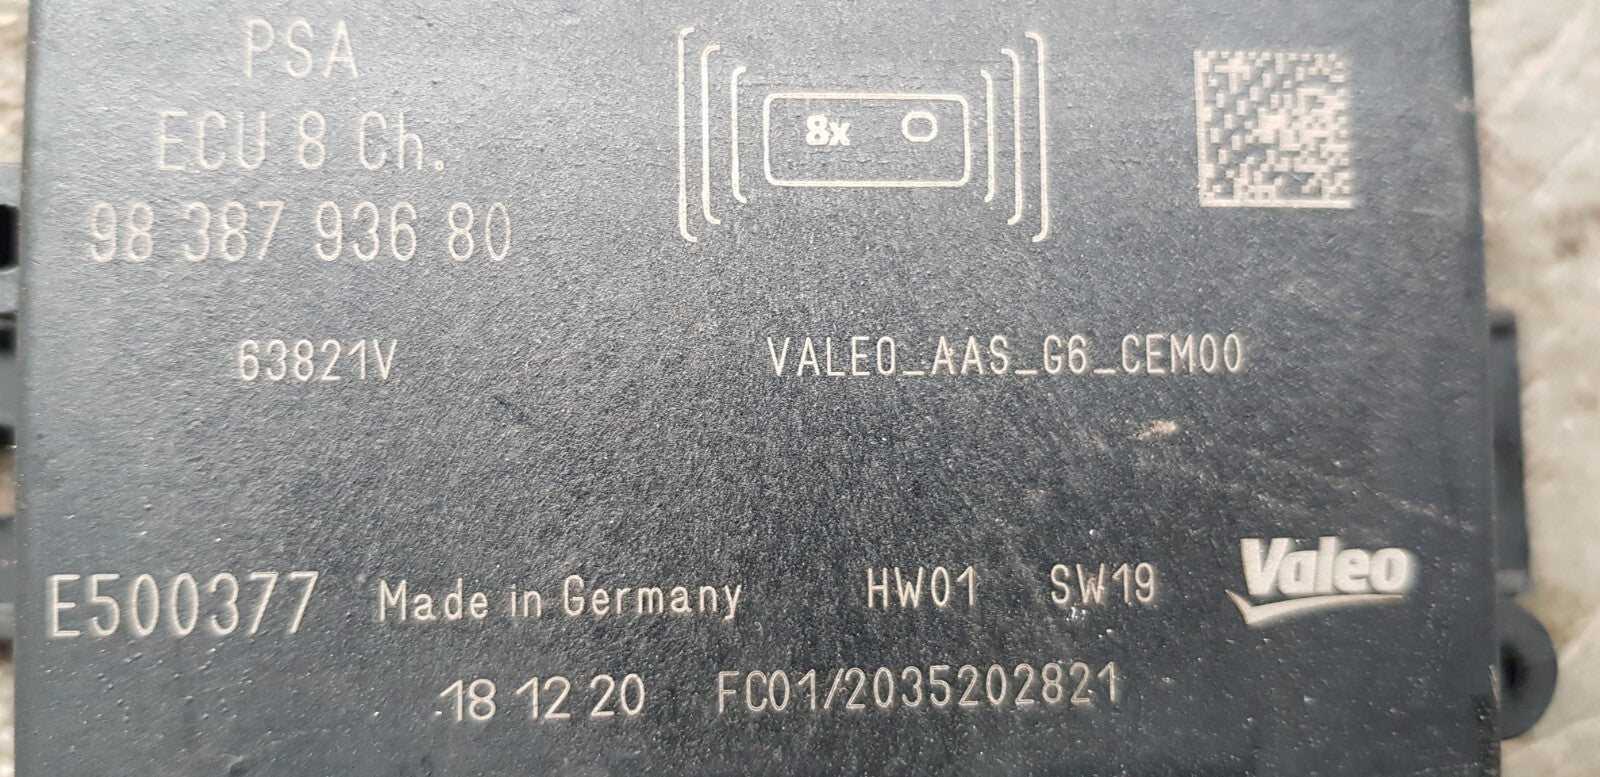 PSA
ECU 8 Ch.
98 387 936 80
8x
63821V
VALEO_AAS_G6_CEM00
E500377
Made in Germany
HW01
SW19
Valeo
18 12 20
FC01/2035202821